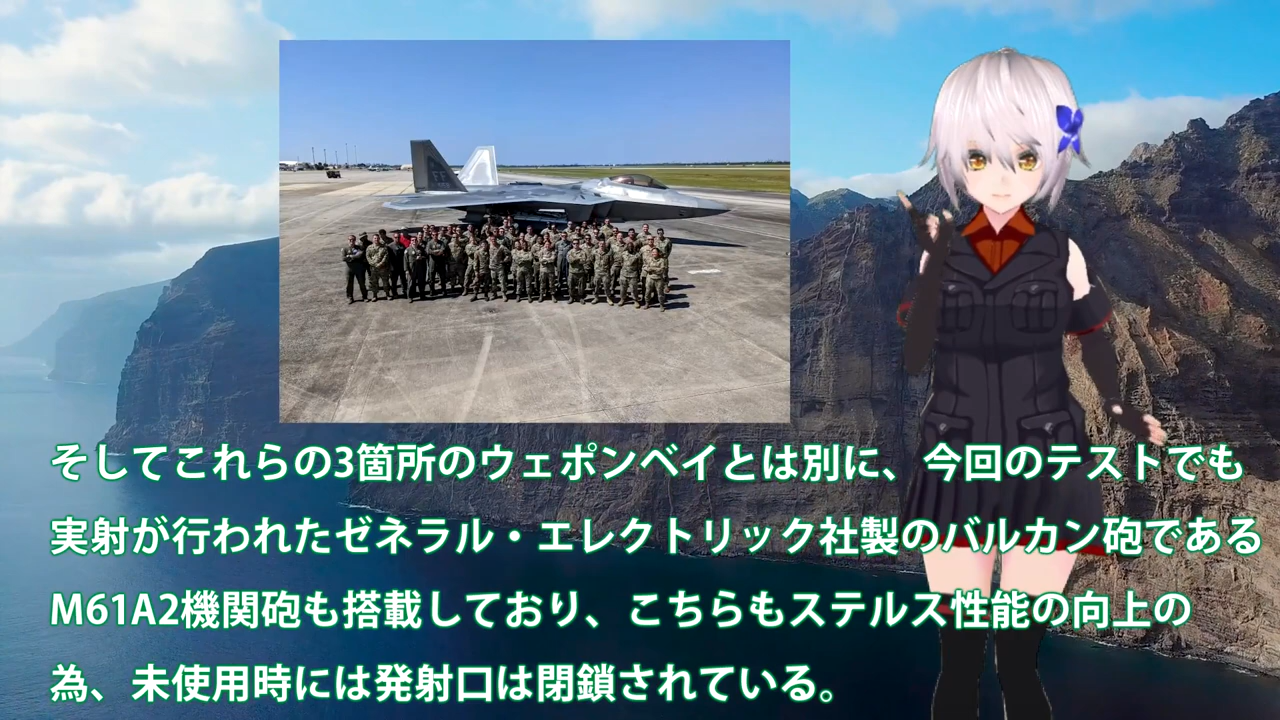 そしてこれらの3箇所のウェポンベイとは別に、今回のテストでも
実射が行われたゼネラル・エレクトリック社製のバルカン砲である
M61A2機関砲も搭載しており、こちらもステルス性能の向上の
為、未使用時には発射口は閉鎖されている。